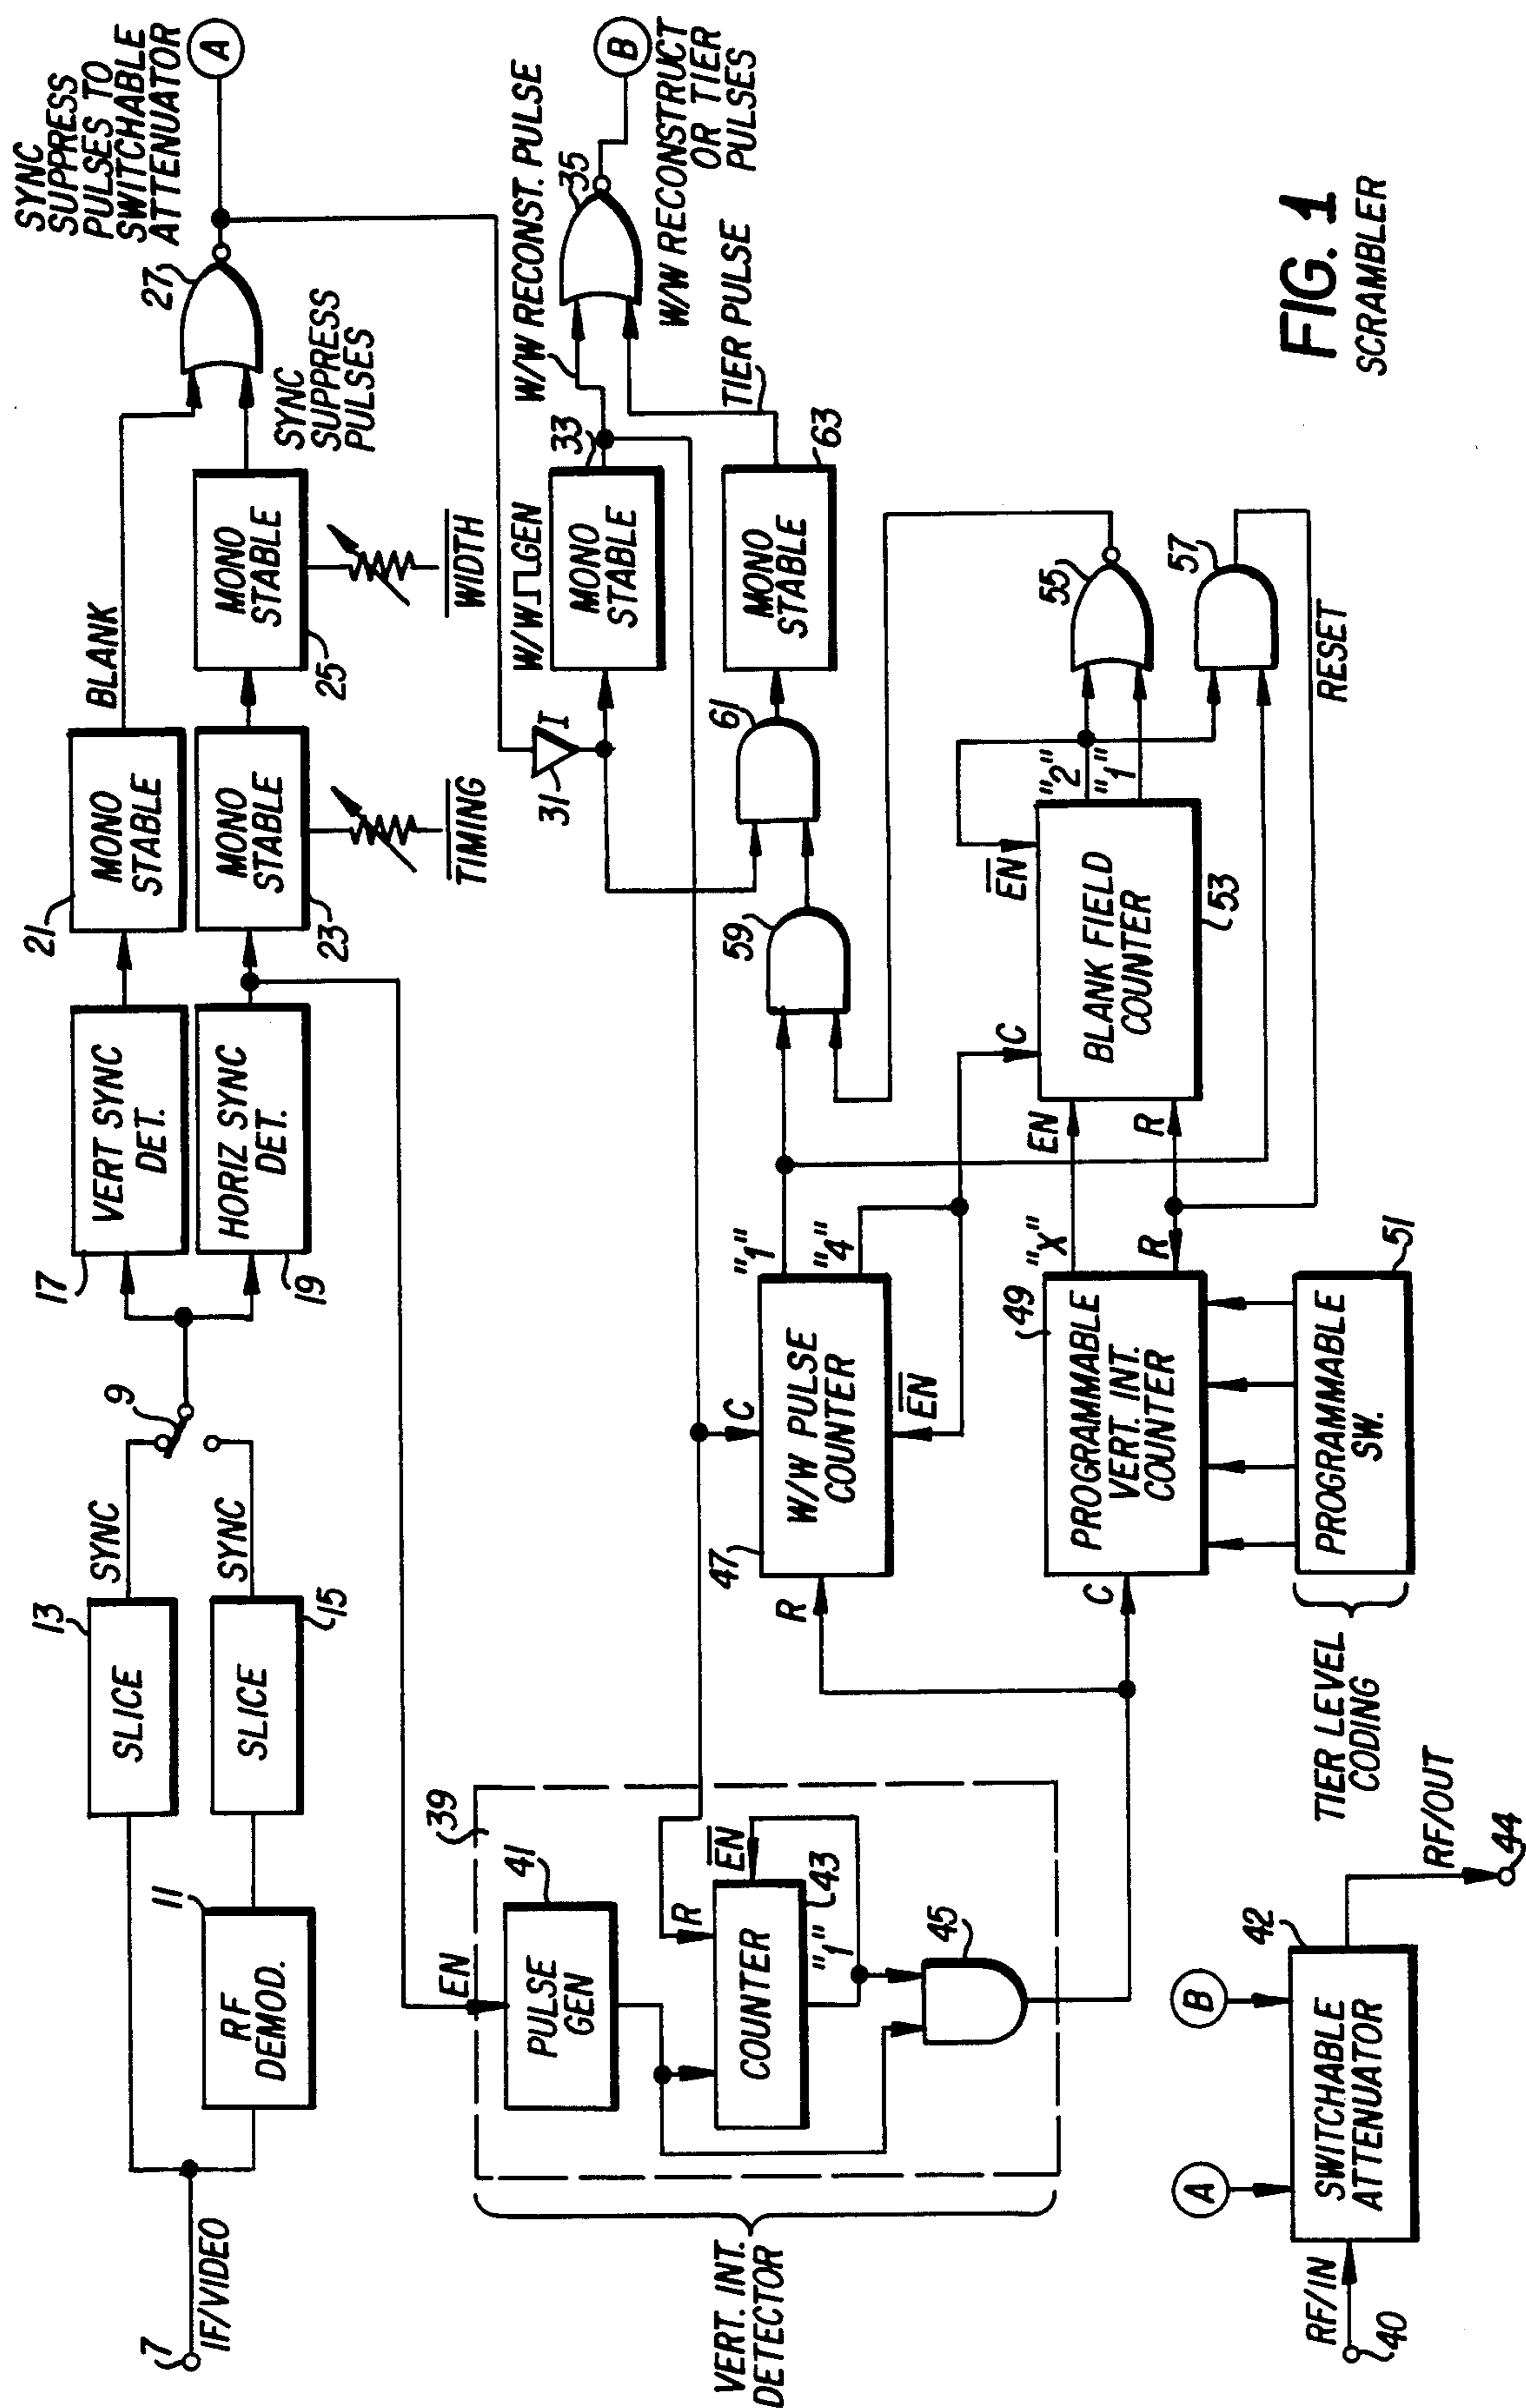 7
IF/VIDEO
11
RF
DEMOD.
13
SLICE
SLICE
15
SYNC
SYNC
9
17
VERT SYNC
DET.
HORIZ SYNC
DET.
19
21
MONO
STABLE
MONO
STABLE
23
TIMING
BLANK
MONO
STABLE
25
WIDTH
SYNC
SUPPRESS
PULSES
27
SYNC
SUPPRESS
PULSES TO
SWITCHABLE
ATTENUATOR
A
31
I
W/W GEN
MONO
STABLE
33
W/W RECONST. PULSE
35
B
W/W RECONSTRUCT
OR TIER
PULSES
TIER PULSE
MONO
STABLE
63
61
59
VERT. INT.
DETECTOR
39
EN
PULSE
GEN
41
R
EN
COUNTER
43
"1"
45
R
47
W/W PULSE
COUNTER
C
EN
"1"
"4"
C
PROGRAMMABLE
VERT. INT.
COUNTER
49
"X"
R
EN
R
C
BLANK FIELD
COUNTER
53
EN
"2"
"1"
55
57
RESET
TIER LEVEL
CODING
PROGRAMMABLE
SW.
51
RF/IN
40
A
B
SWITCHABLE
ATTENUATOR
42
RF/OUT
44
FIG. 1
SCRAMBLER